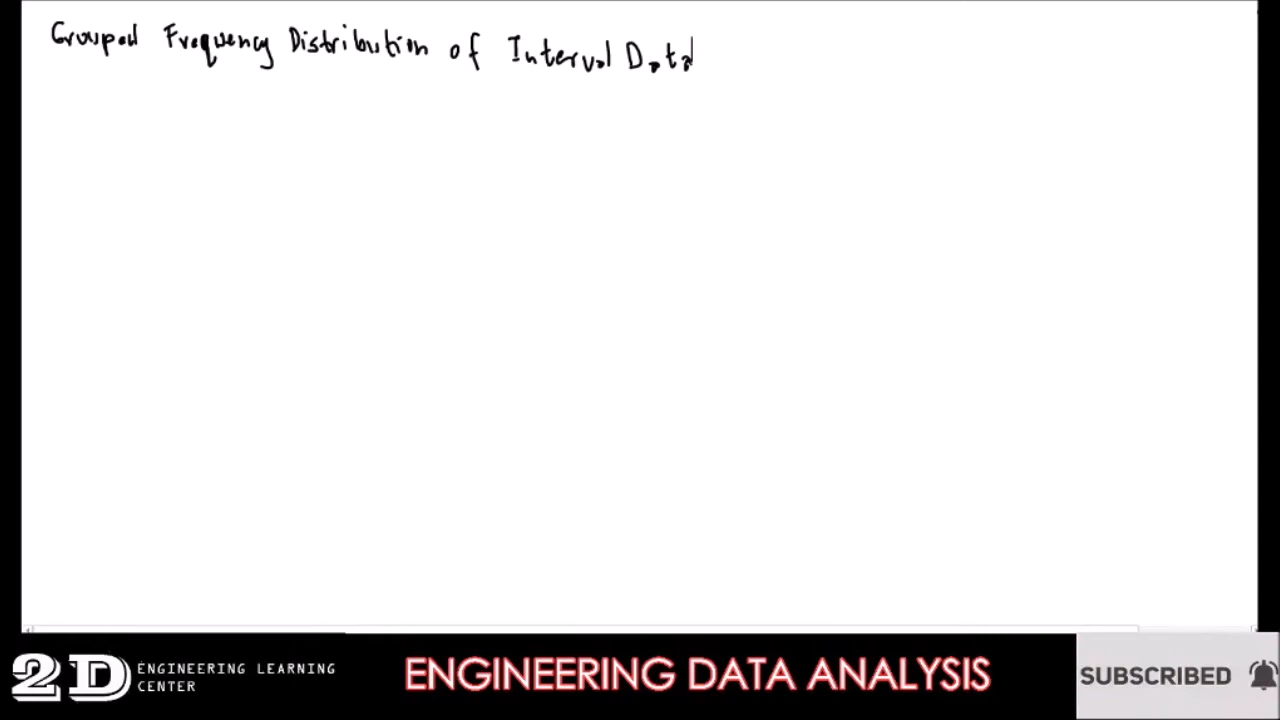 Grouped Frequency Distribution of Interval Data
2D ENGINEERING LEARNING
CENTER
ENGINEERING DATA ANALYSIS
SUBSCRIBED